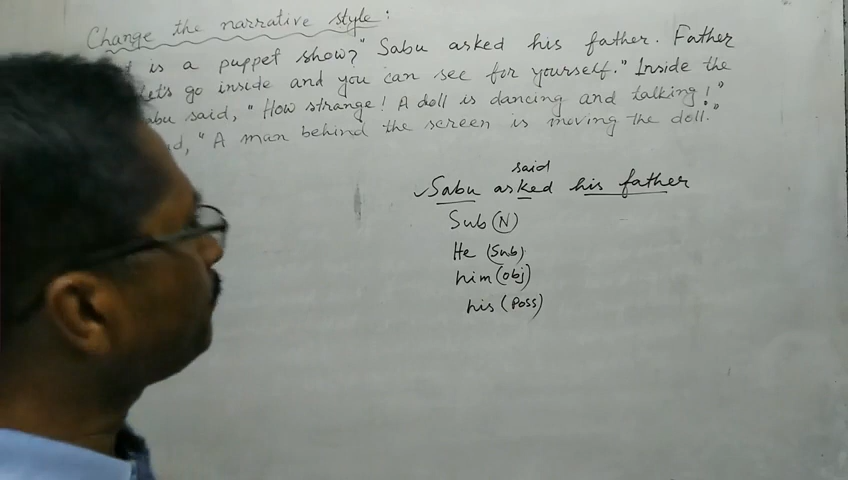 Change the narrative style:
is a puppet show?" Sabu asked his father. Father
let's go inside and you can see for yourself." Inside the
said, "How strange! A doll is dancing and talking!"
"A man behind the screen is moving the doll."
said
Sabu asked his father
Sub (N)
He (Sub)
him (obj)
his (Poss)